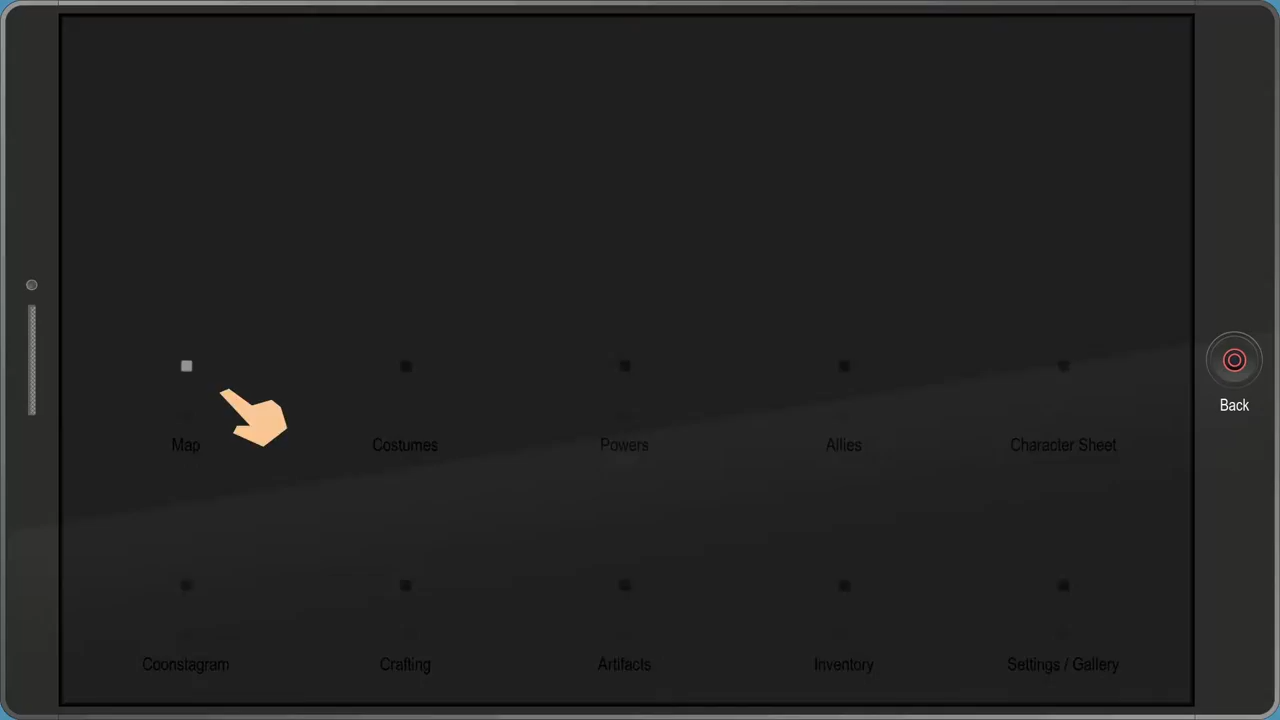 Back
Map
Costumes
Powers
Allies
Character Sheet
Coonstagram
Crafting
Artifacts
Inventory
Settings / Gallery